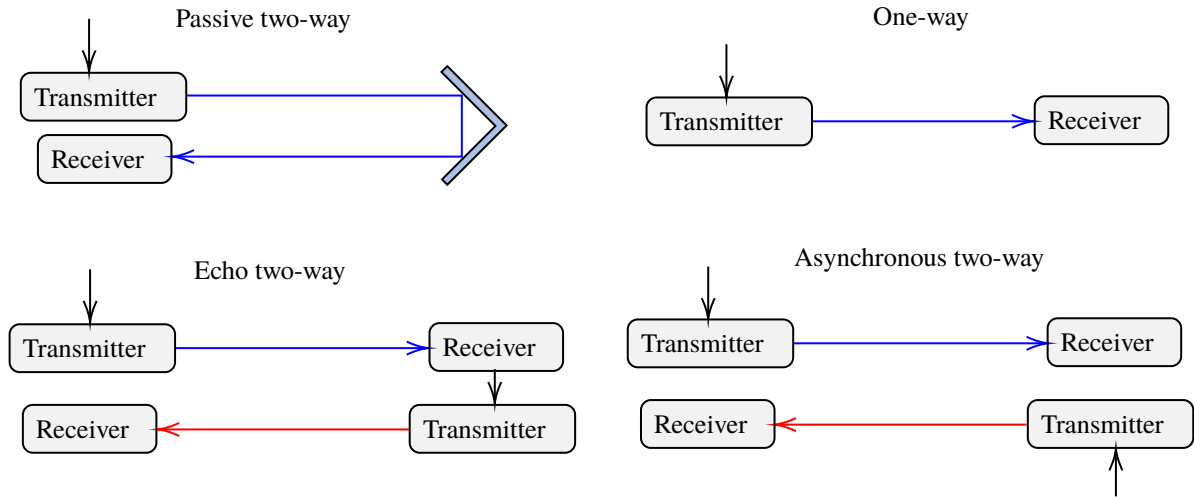 Passive two-way
Transmitter
Receiver
One-way
Transmitter
Receiver
Echo two-way
Transmitter
Receiver
Receiver
Transmitter
Asynchronous two-way
Transmitter
Receiver
Receiver
Transmitter